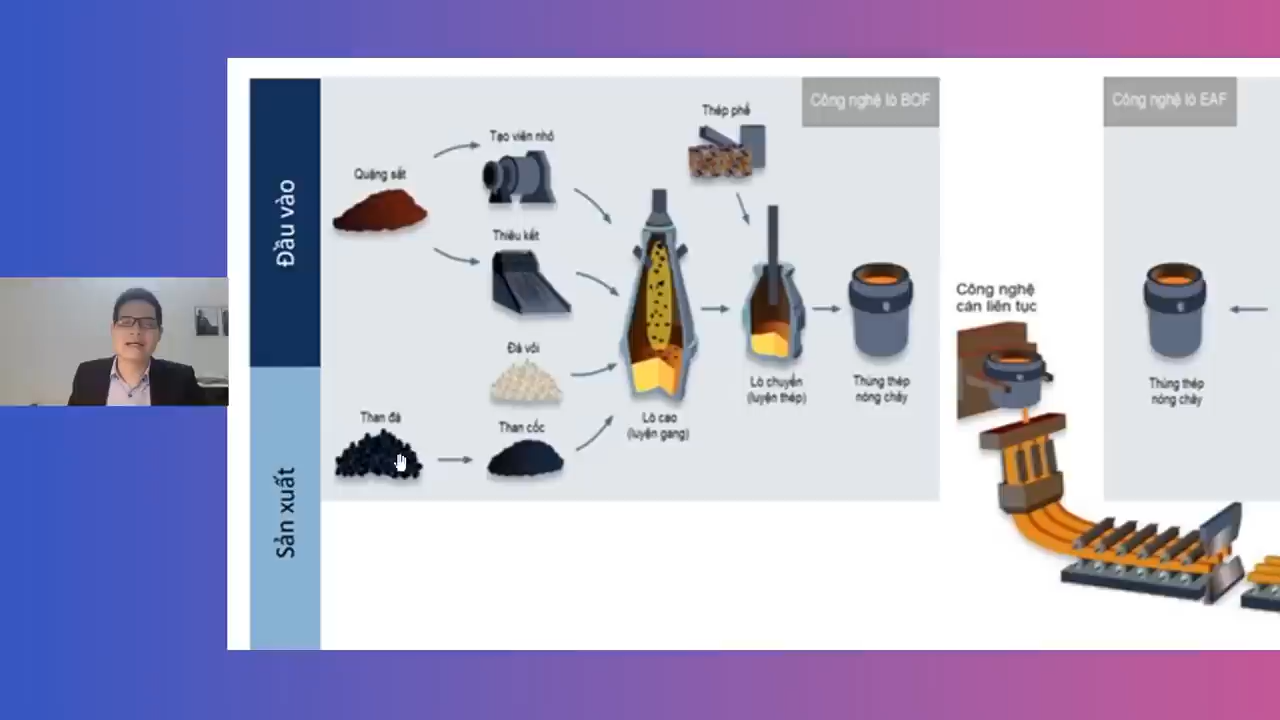 Đầu vào
Sản xuất
Công nghệ lò BOF
Công nghệ lò EAF
Thép phế
Tạo viên nhỏ
Quặng sắt
Thiêu kết
Đá vôi
Than đá
Than cốc
Lò cao
(luyện gang)
Lò chuyển
(luyện thép)
Thùng thép
nóng chảy
Công nghệ
cán liên tục
Thùng thép
nóng chảy